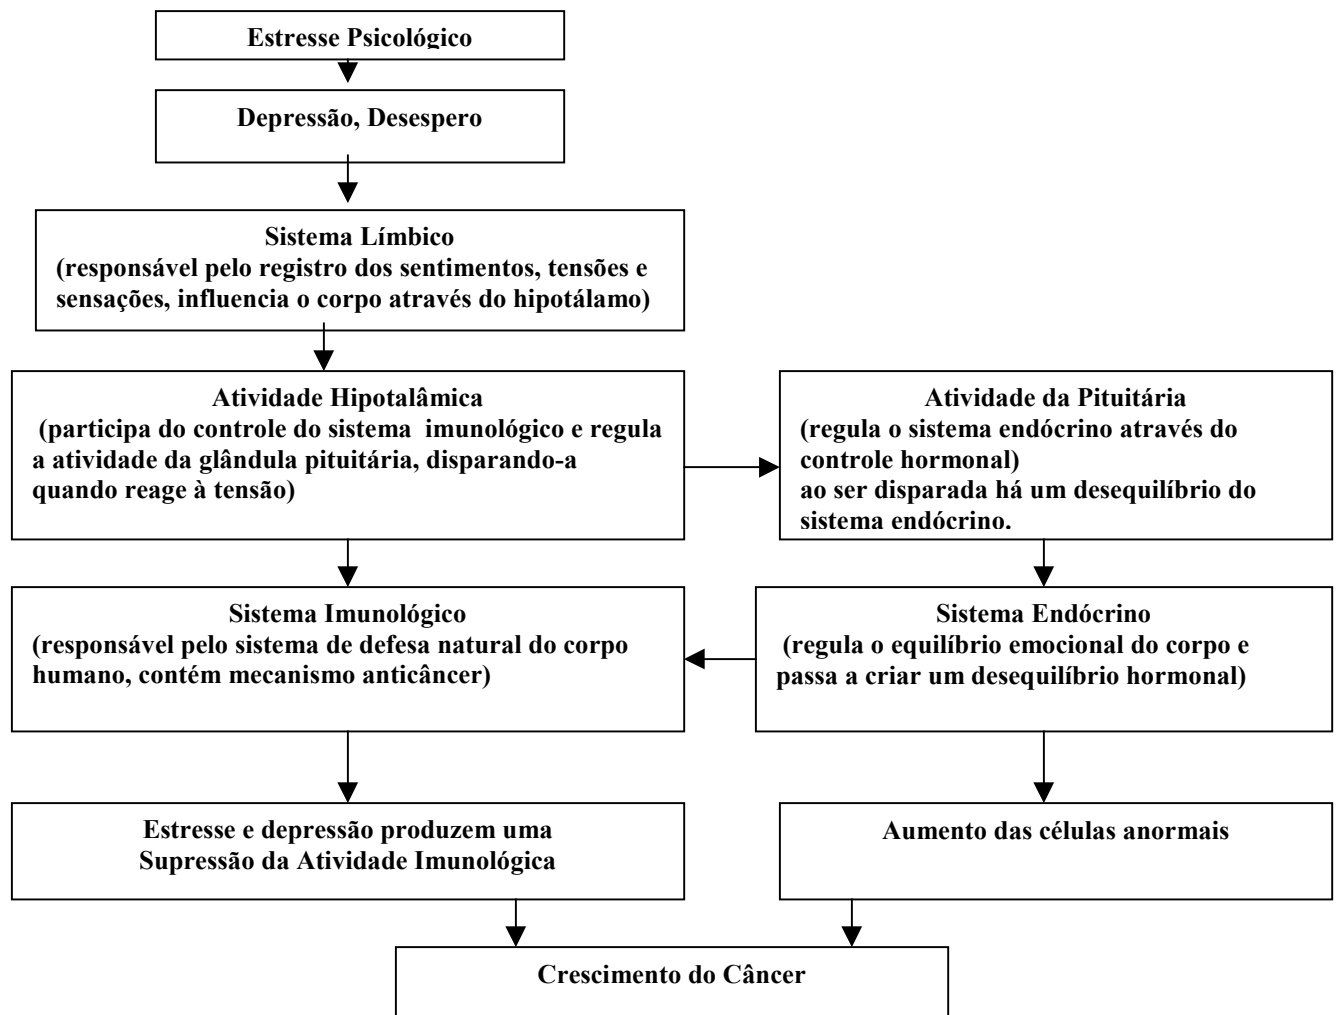 Estresse Psicológico
Depressão, Desespero
Sistema Límbico
(responsável pelo registro dos sentimentos, tensões e
sensações, influencia o corpo através do hipotálamo)
Atividade Hipotalâmica
(participa do controle do sistema imunológico e regula
a atividade da glândula pituitária, disparando-a
quando reage à tensão)
Atividade da Pituitária
(regula o sistema endócrino através do
controle hormonal)
ao ser disparada há um desequilíbrio do
sistema endócrino.
Sistema Imunológico
(responsável pelo sistema de defesa natural do corpo
humano, contém mecanismo anticâncer)
Sistema Endócrino
(regula o equilíbrio emocional do corpo e
passa a criar um desequilíbrio hormonal)
Estresse e depressão produzem uma
Supressão da Atividade Imunológica
Aumento das células anormais
Crescimento do Câncer